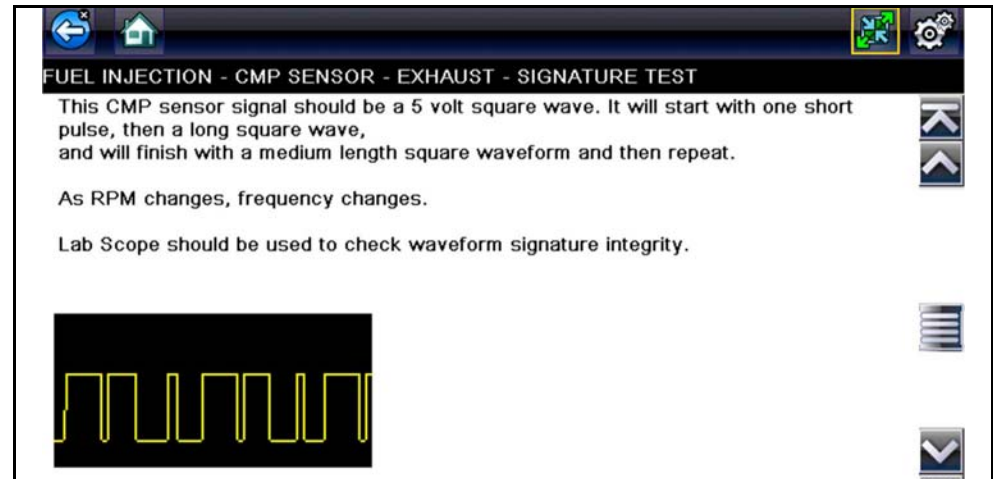 FUEL INJECTION - CMP SENSOR - EXHAUST - SIGNATURE TEST
This CMP sensor signal should be a 5 volt square wave. It will start with one short
pulse, then a long square wave,
and will finish with a medium length square waveform and then repeat.
As RPM changes, frequency changes.
Lab Scope should be used to check waveform signature integrity.